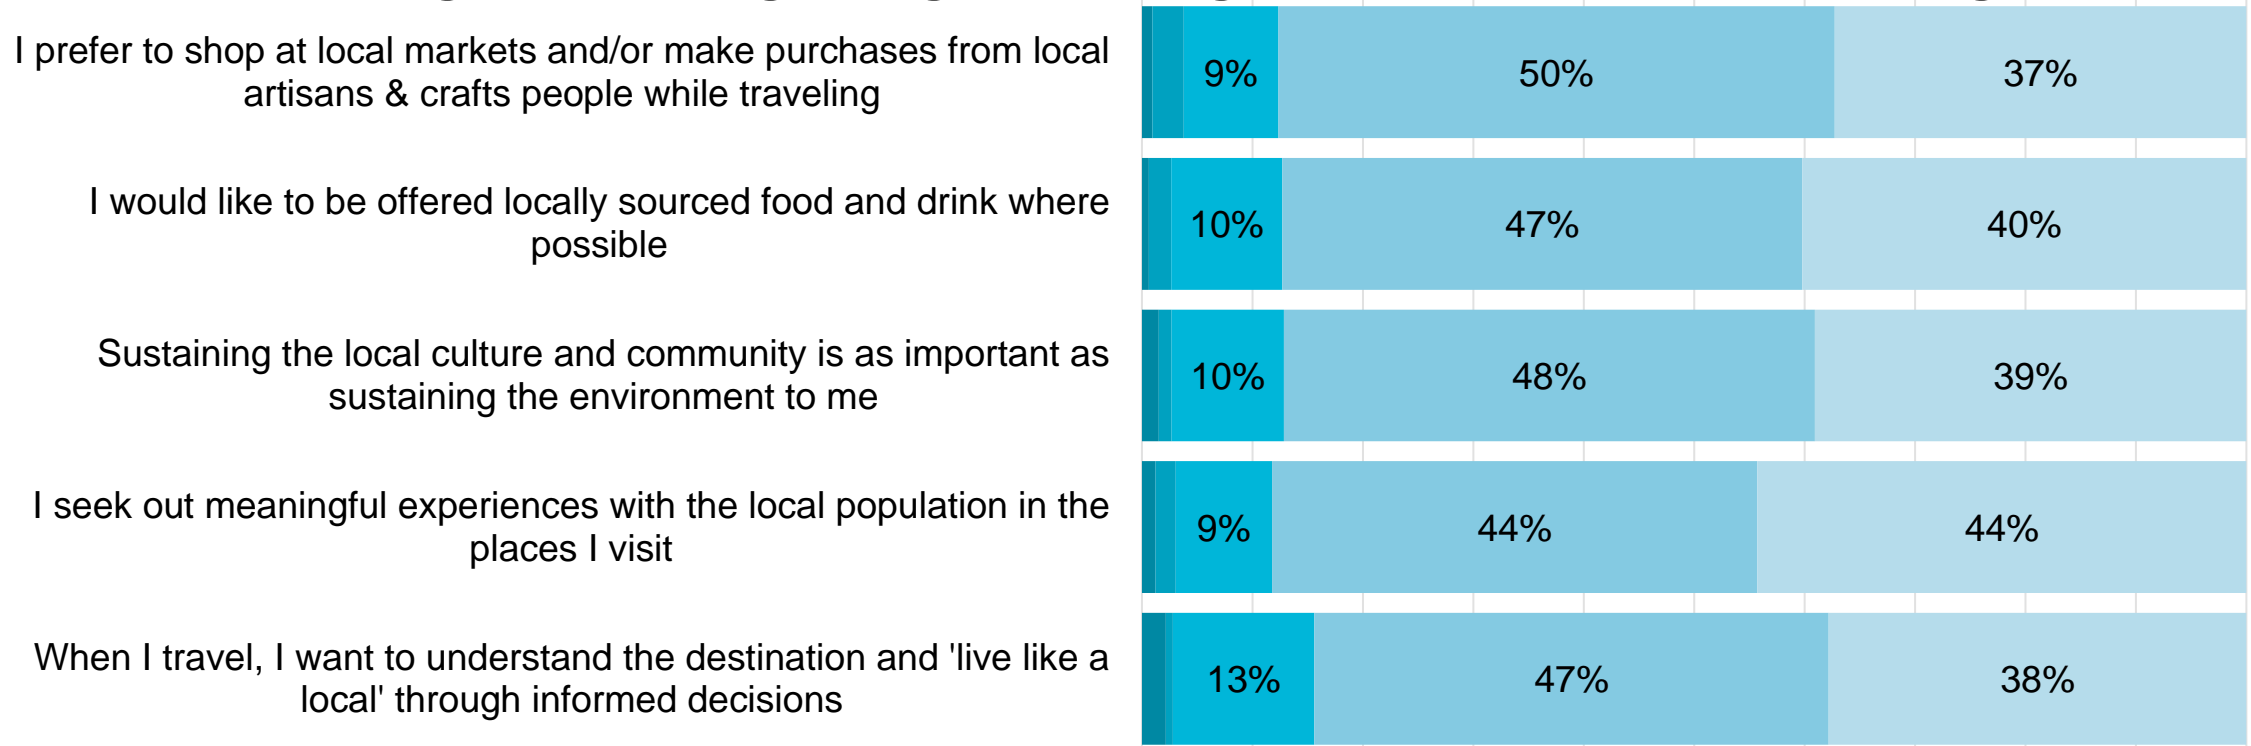 I prefer to shop at local markets and/or make purchases from local
artisans & crafts people while traveling
9% 50% 37%
I would like to be offered locally sourced food and drink where
possible
10% 47% 40%
Sustaining the local culture and community is as important as
sustaining the environment to me
10% 48% 39%
I seek out meaningful experiences with the local population in the
places I visit
9% 44% 44%
When I travel, I want to understand the destination and 'live like a
local' through informed decisions
13% 47% 38%